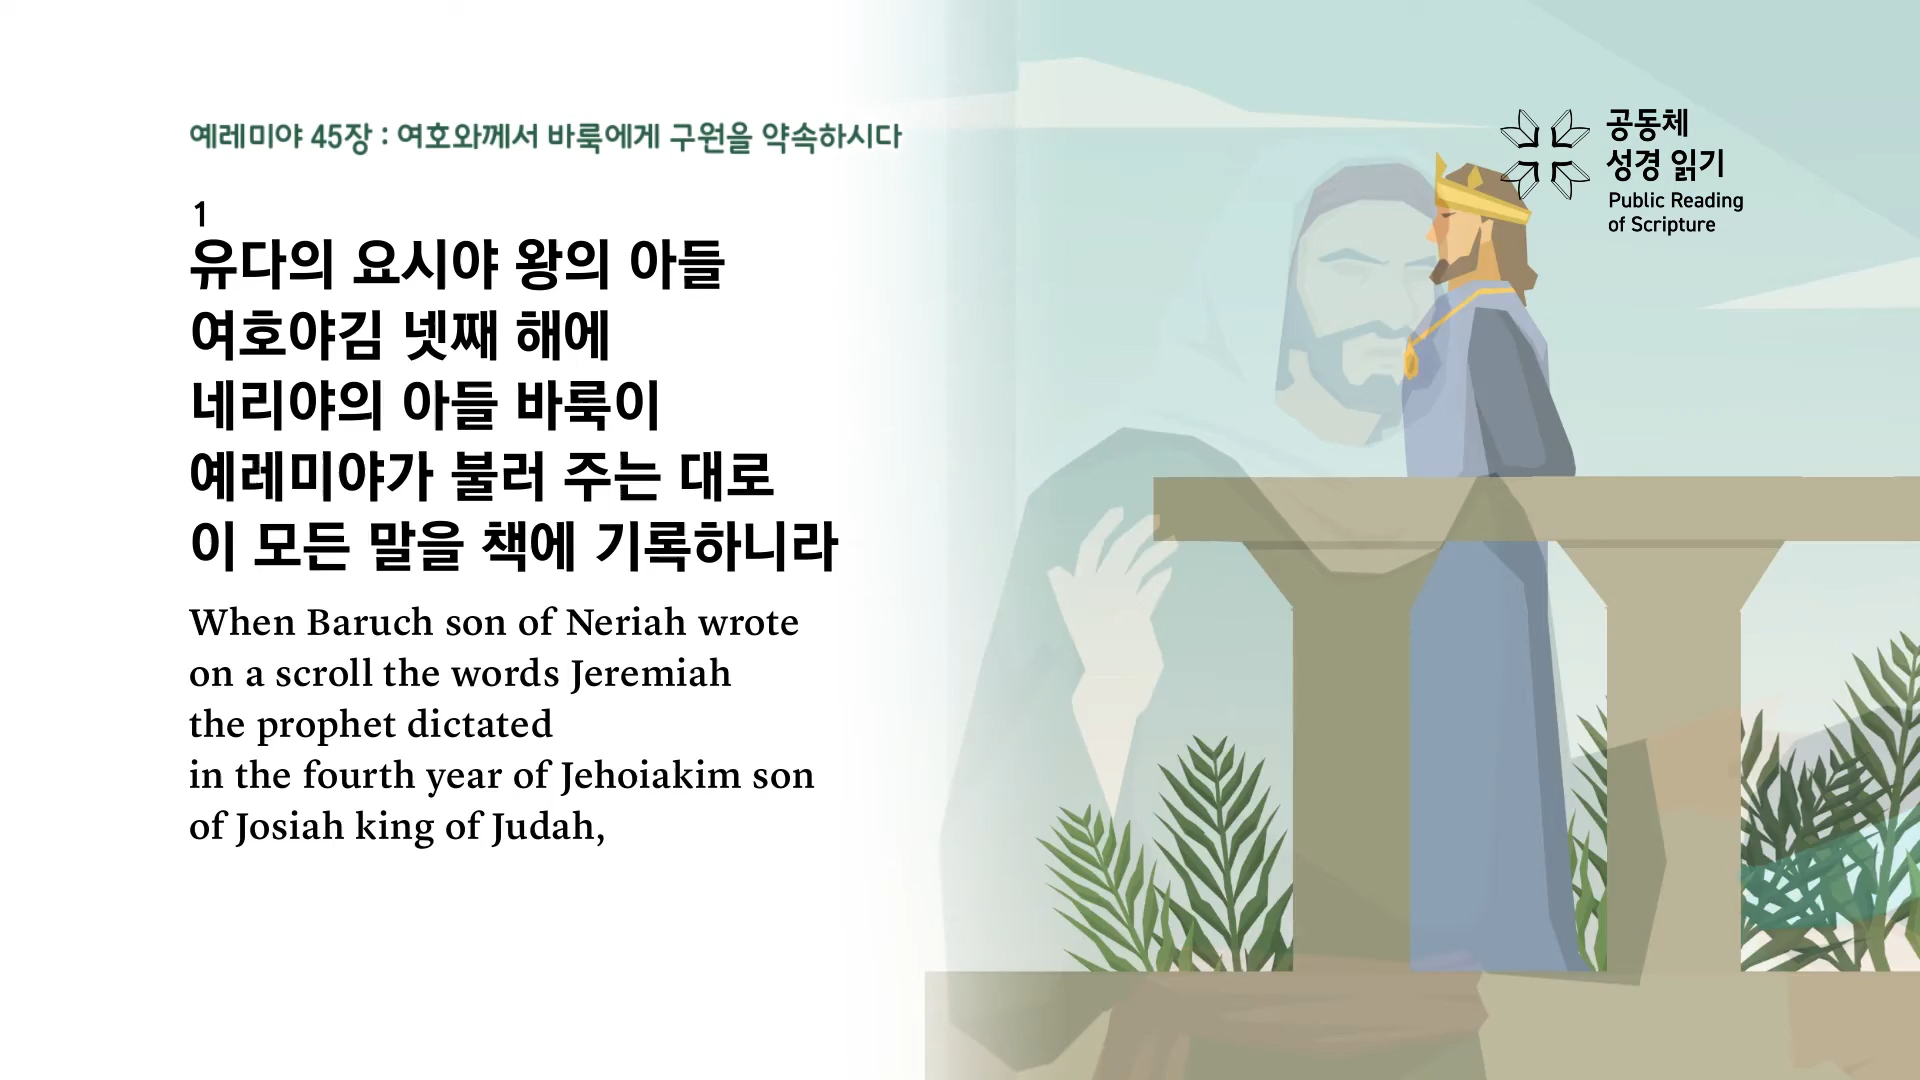 예레미야 45장 : 여호와께서 바룩에게 구원을 약속하시다
1
유다의 요시야 왕의 아들
여호야김 넷째 해에
네리야의 아들 바룩이
예레미야가 불러 주는 대로
이 모든 말을 책에 기록하니라
When Baruch son of Neriah wrote
on a scroll the words Jeremiah
the prophet dictated
in the fourth year of Jehoiakim son
of Josiah king of Judah,
공동체
성경 읽기
Public Reading
of Scripture